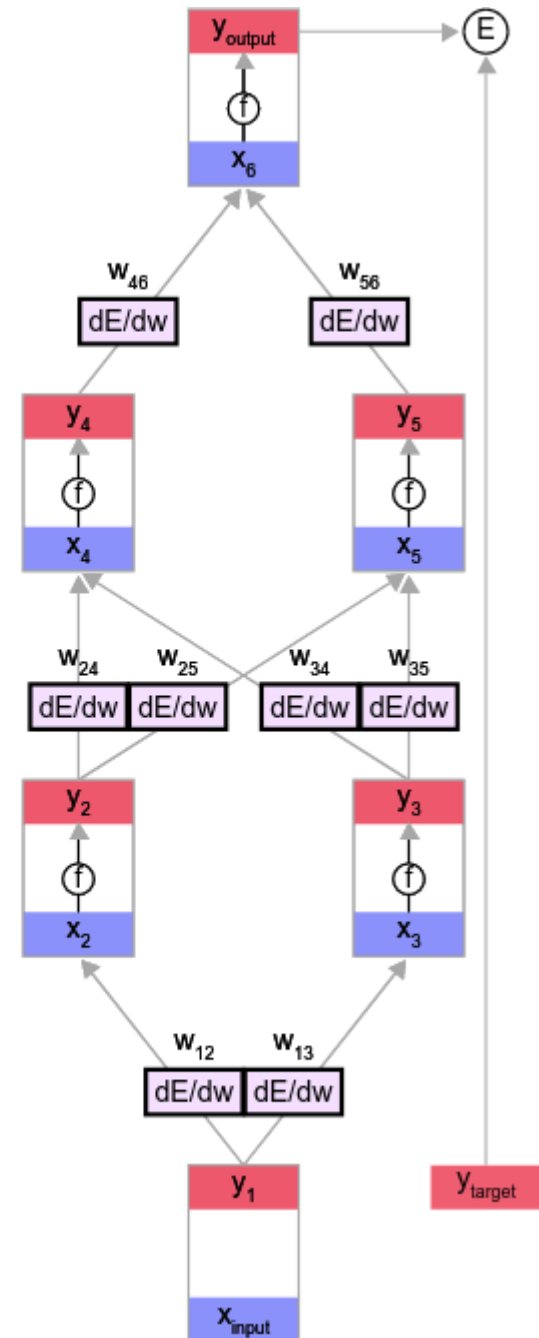 y_output E
f
x_6
w_46 w_56
dE/dw dE/dw
y_4 y_5
f f
x_4 x_5
w_24 w_25 w_34 w_35
dE/dw dE/dw dE/dw dE/dw
y_2 y_3
f f
x_2 x_3
w_12 w_13
dE/dw dE/dw
y_1 y_target
x_input